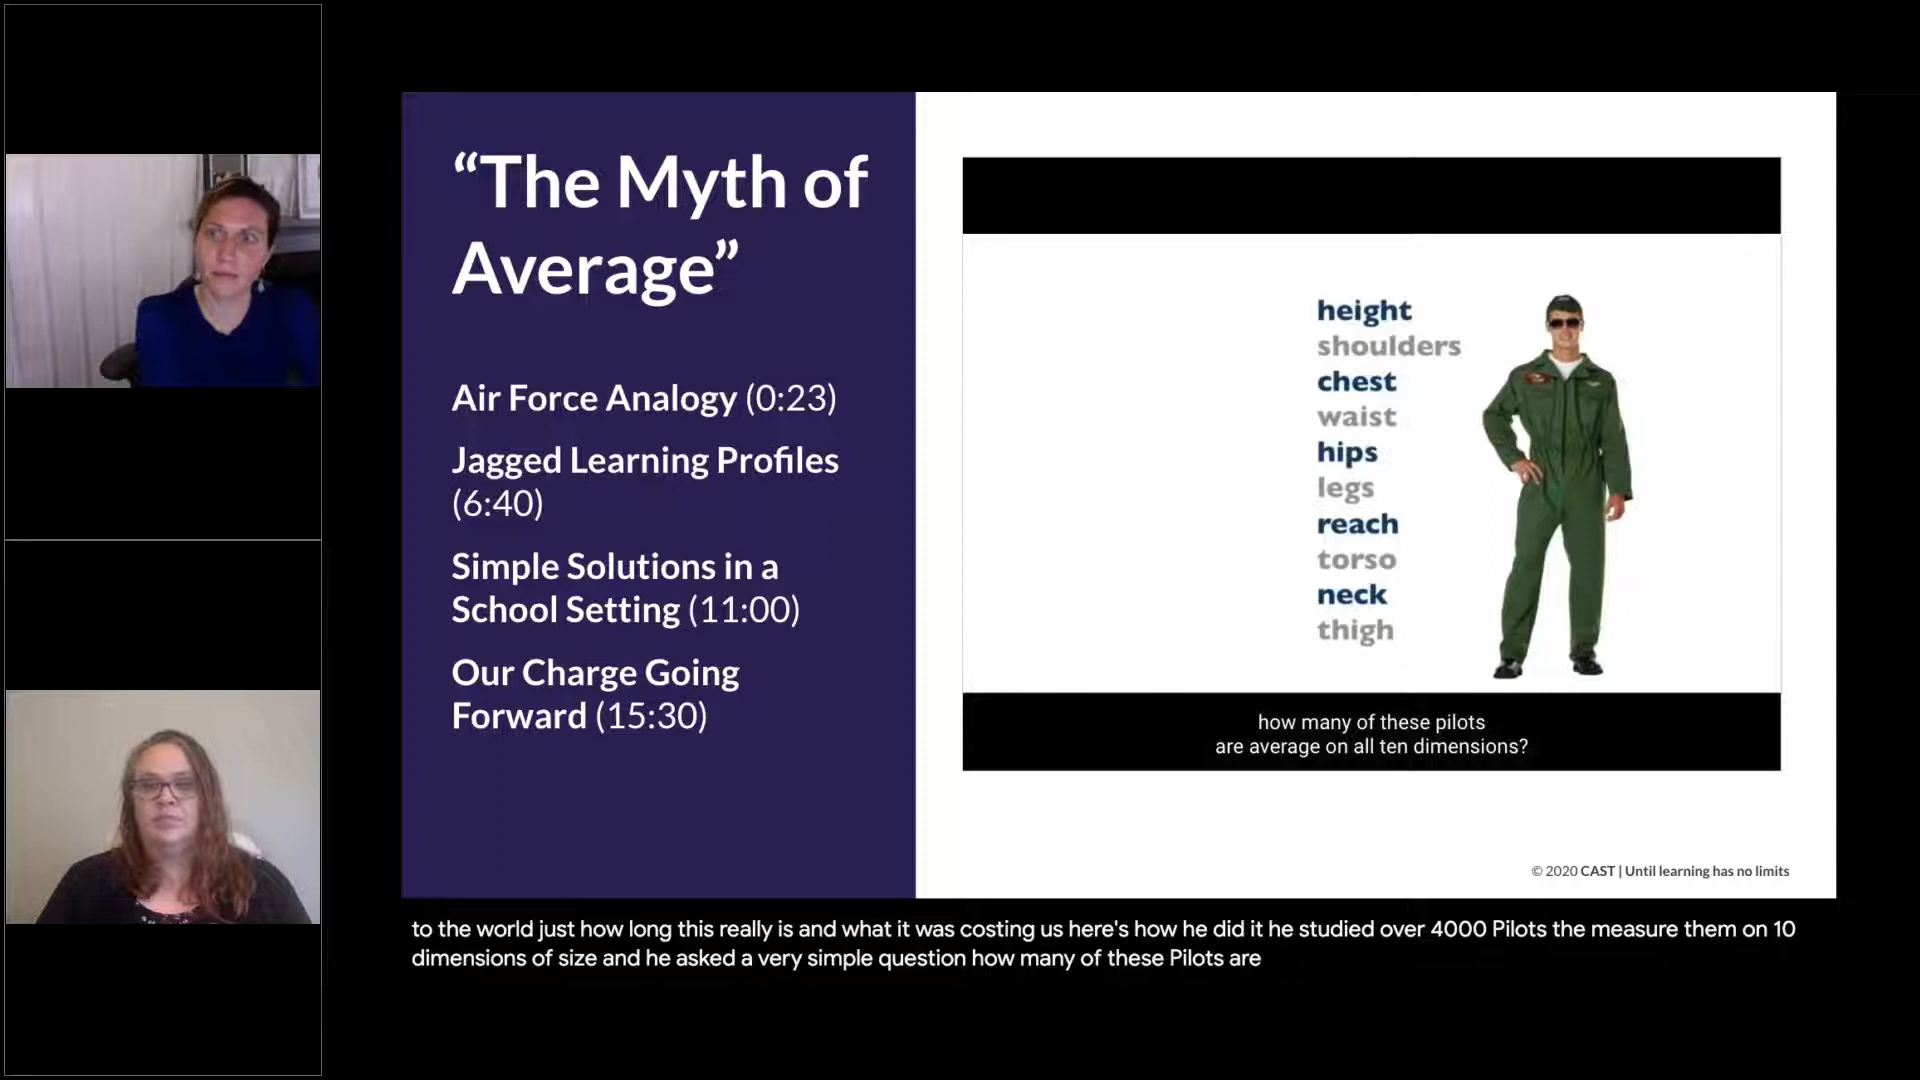 “The Myth of
Average”
Air Force Analogy (0:23)
Jagged Learning Profiles
(6:40)
Simple Solutions in a
School Setting (11:00)
Our Charge Going
Forward (15:30)
height
shoulders
chest
waist
hips
legs
reach
torso
neck
thigh
how many of these pilots
are average on all ten dimensions?
© 2020 CAST | Until learning has no limits
to the world just how long this really is and what it was costing us here's how he did it he studied over 4000 Pilots the measure them on 10
dimensions of size and he asked a very simple question how many of these Pilots are